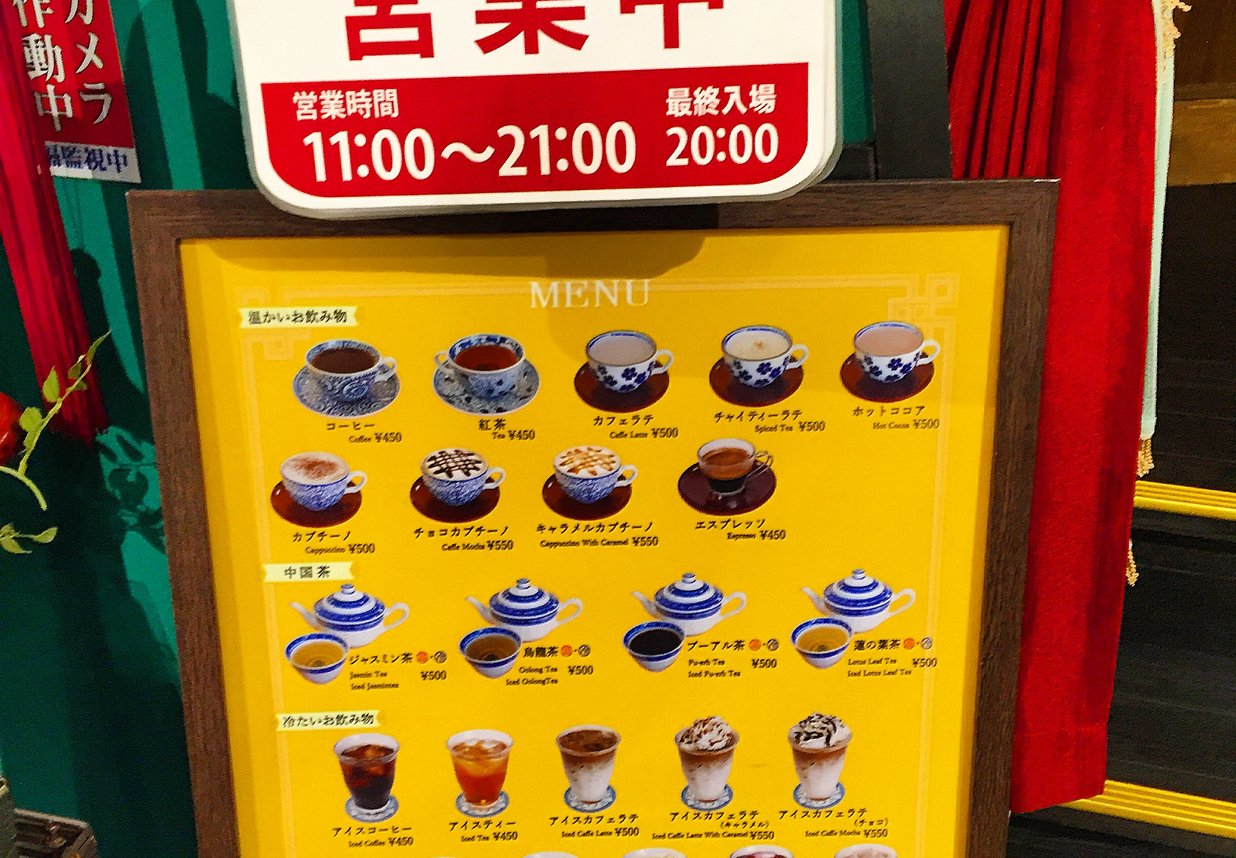 カメラ
作動中
監視中
営業中
営業時間
11:00～21:00
最終入場
20:00
MENU
温かいお飲み物
コーヒー
Coffee ¥450
紅茶
Tea ¥450
カフェラテ
Caffe Latte ¥500
チャイティーラテ
Spiced Tea ¥500
ホットココア
Hot Cocoa ¥500
カプチーノ
Cappuccino ¥500
チョコカプチーノ
Caffe Mocha ¥550
キャラメルカプチーノ
Cappuccino With Caramel ¥550
エスプレッソ
Espresso ¥450
中国茶
ジャスミン茶 温・冷
Jasmin Tea
Iced Jasmintea
¥500
烏龍茶 温・冷
Oolong Tea
Iced OolongTea
¥500
プーアル茶 温・冷
Pu-erh Tea
Iced Pu-erh Tea
¥500
蓮の葉茶 温・冷
Lotus Leaf Tea
Iced Lotus Leaf Tea
¥500
冷たいお飲み物
アイスコーヒー
Iced Coffee ¥450
アイスティー
Iced Tea ¥450
アイスカフェラテ
Iced Caffe Latte ¥500
アイスカフェラテ
(キャラメル)
Iced Caffe Latte With Caramel ¥550
アイスカフェラテ
(チョコ)
Iced Caffe Mocha ¥550